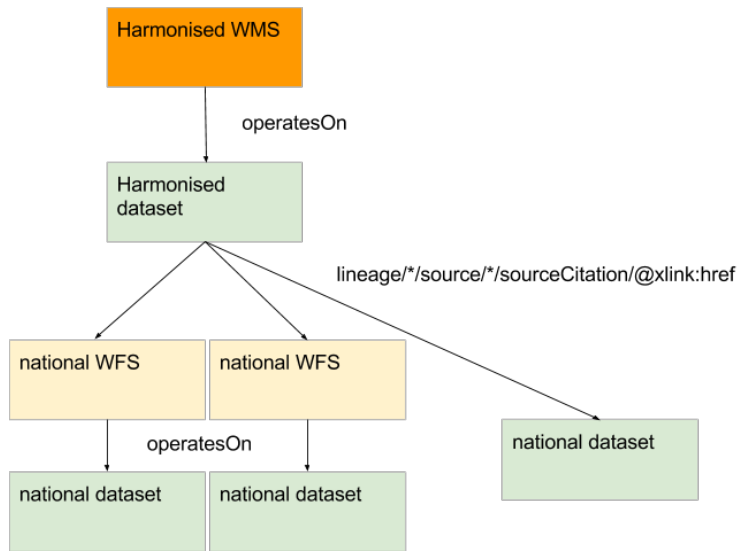 Harmonised WMS
operatesOn
Harmonised
dataset
lineage/*/source/*/sourceCitation/@xlink:href
national WFS
national WFS
national dataset
operatesOn
national dataset
national dataset